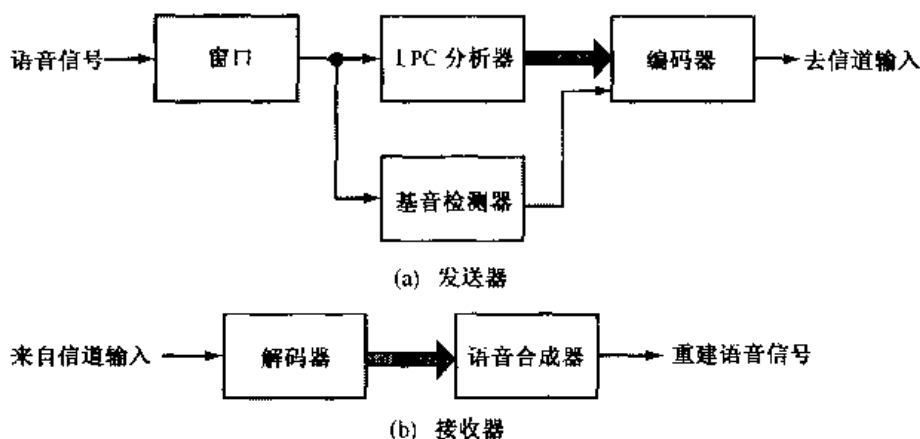 语音信号
窗口
LPC 分析器
编码器
去信道输入
基音检测器
(a) 发送器
来自信道输入
解码器
语音合成器
重建语音信号
(b) 接收器